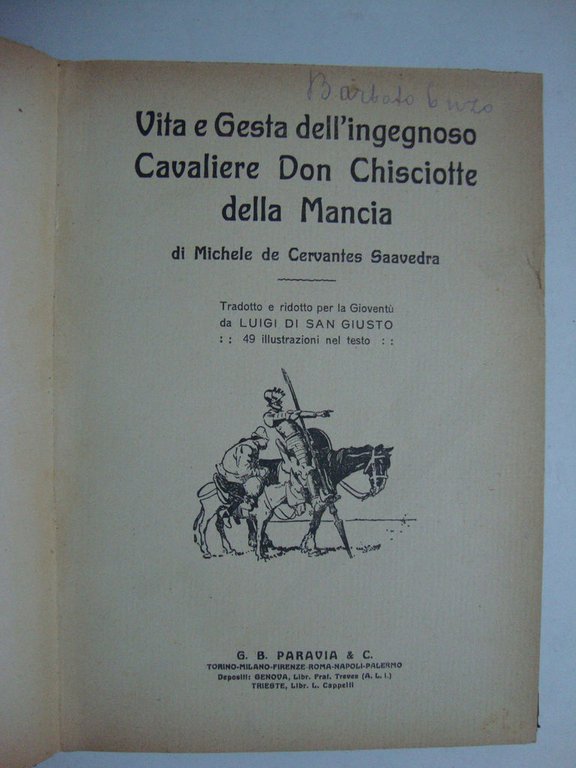 Barbato Enzo
Vita e Gesta dell'ingegnoso
Cavaliere Don Chisciotte
della Mancia
di Michele de Cervantes Saavedra
Tradotto e ridotto per la Gioventù
da LUIGI DI SAN GIUSTO
: : 49 illustrazioni nel testo : :
G. B. PARAVIA & C.
TORINO-MILANO-FIRENZE-ROMA-NAPOLI-PALERMO
Depositi: GENOVA, Libr. Frat. Treves (A. L. I.)
TRIESTE, Libr. L. Cappelli